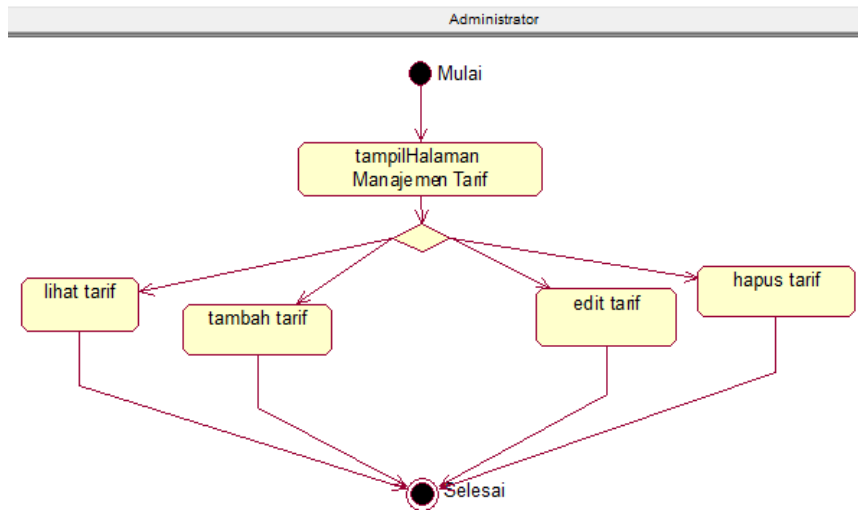 Administrator
Mulai
tampilHalaman
Manajemen Tarif
lihat tarif
tambah tarif
edit tarif
hapus tarif
Selesai